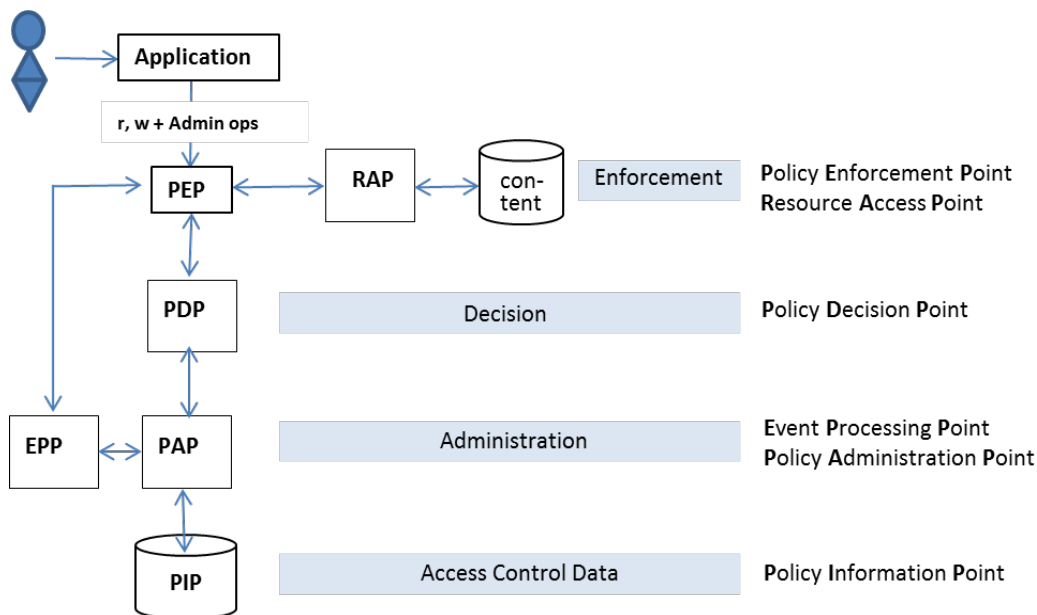 Application
r, w + Admin ops
PEP
RAP
con-
tent
Enforcement
Policy Enforcement Point
Resource Access Point
PDP
Decision
Policy Decision Point
EPP
PAP
Administration
Event Processing Point
Policy Administration Point
PIP
Access Control Data
Policy Information Point